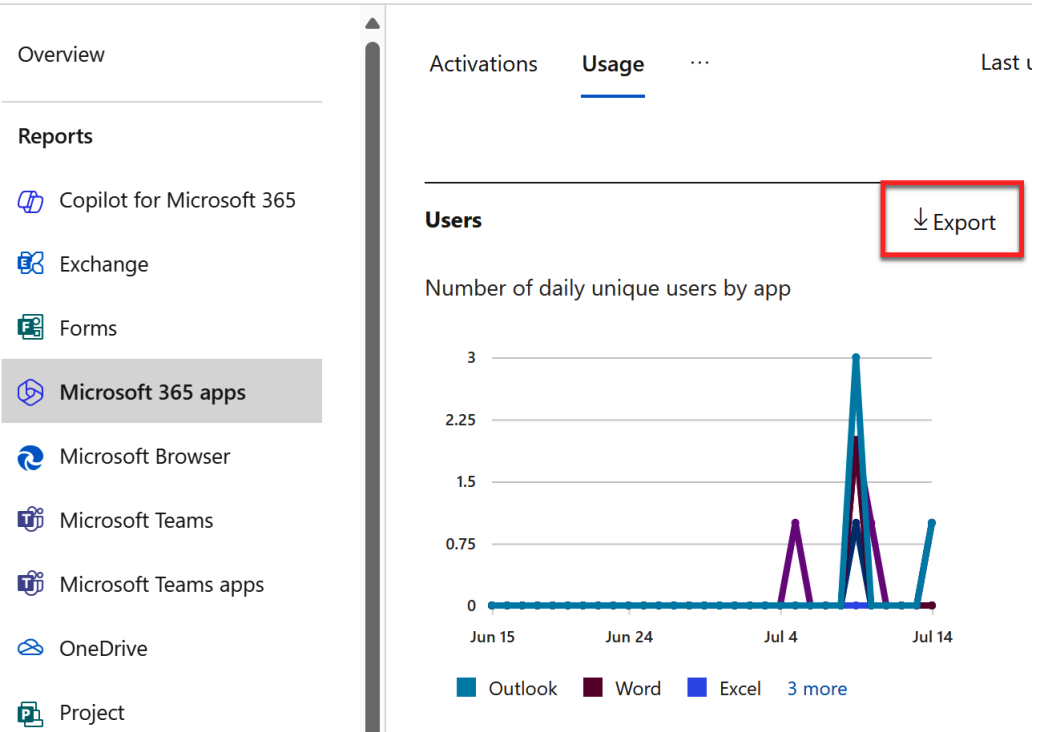 Overview
Reports
Copilot for Microsoft 365
Exchange
Forms
Microsoft 365 apps
Microsoft Browser
Microsoft Teams
Microsoft Teams apps
OneDrive
Project
Activations Usage ··· Last
Users
Export
Number of daily unique users by app
3
2.25
1.5
0.75
0
Jun 15 Jun 24 Jul 4 Jul 14
Outlook Word Excel 3 more